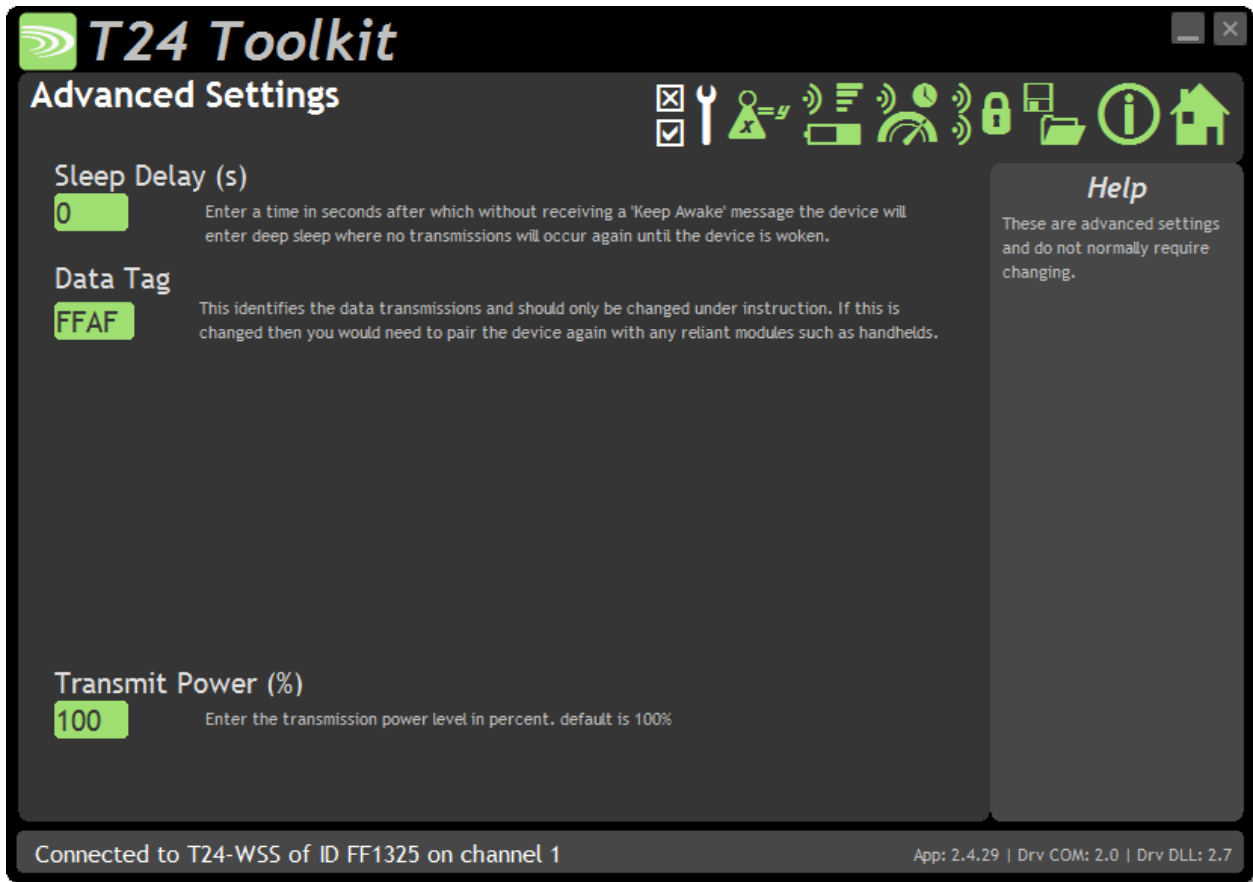 T24 Toolkit
Advanced Settings
x=y
Sleep Delay (s)
0
Enter a time in seconds after which without receiving a 'Keep Awake' message the device will
enter deep sleep where no transmissions will occur again until the device is woken.
Data Tag
FFAF
This identifies the data transmissions and should only be changed under instruction. If this is
changed then you would need to pair the device again with any reliant modules such as handhelds.
Transmit Power (%)
100
Enter the transmission power level in percent. default is 100%
Help
These are advanced settings
and do not normally require
changing.
Connected to T24-WSS of ID FF1325 on channel 1
App: 2.4.29 | Drv COM: 2.0 | Drv DLL: 2.7